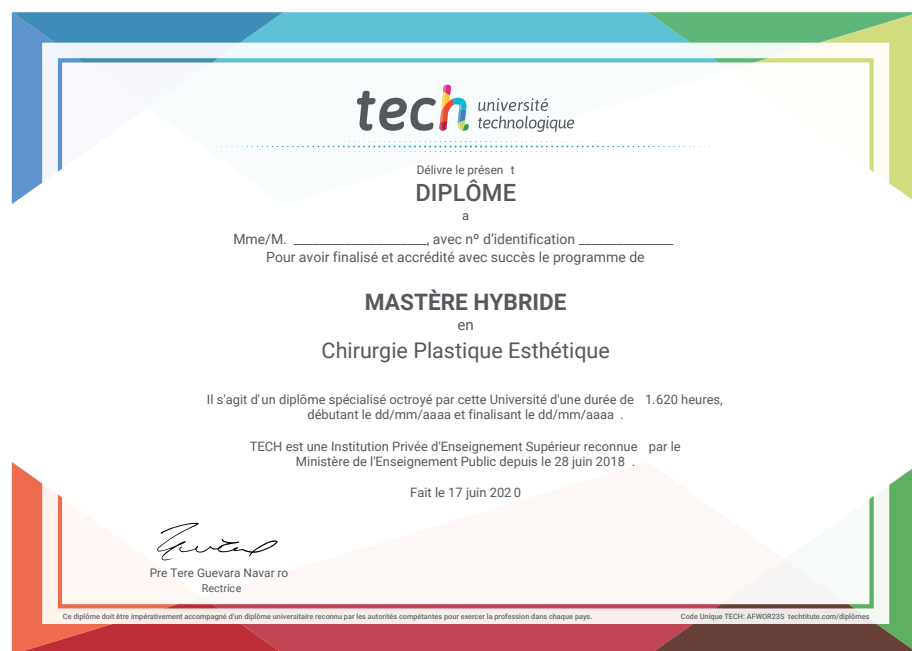 tech université
technologique
Délivre le présen t
DIPLÔME
a
Mme/M. ____________________, avec nº d'identification ______________
Pour avoir finalisé et accrédité avec succès le programme de
MASTÈRE HYBRIDE
en
Chirurgie Plastique Esthétique
Il s'agit d'un diplôme spécialisé octroyé par cette Université d'une durée de 1.620 heures,
débutant le dd/mm/aaaa et finalisant le dd/mm/aaaa .
TECH est une Institution Privée d'Enseignement Supérieur reconnue par le
Ministère de l'Enseignement Public depuis le 28 juin 2018 .
Fait le 17 juin 202 0
Pre Tere Guevara Navar ro
Rectrice
Ce diplôme doit être impérativement accompagné d'un diplôme universitaire reconnu par les autorités compétantes pour exercer la profession dans chaque pays.
Code Unique TECH: AFWOR23S techtitute.com/diplômes